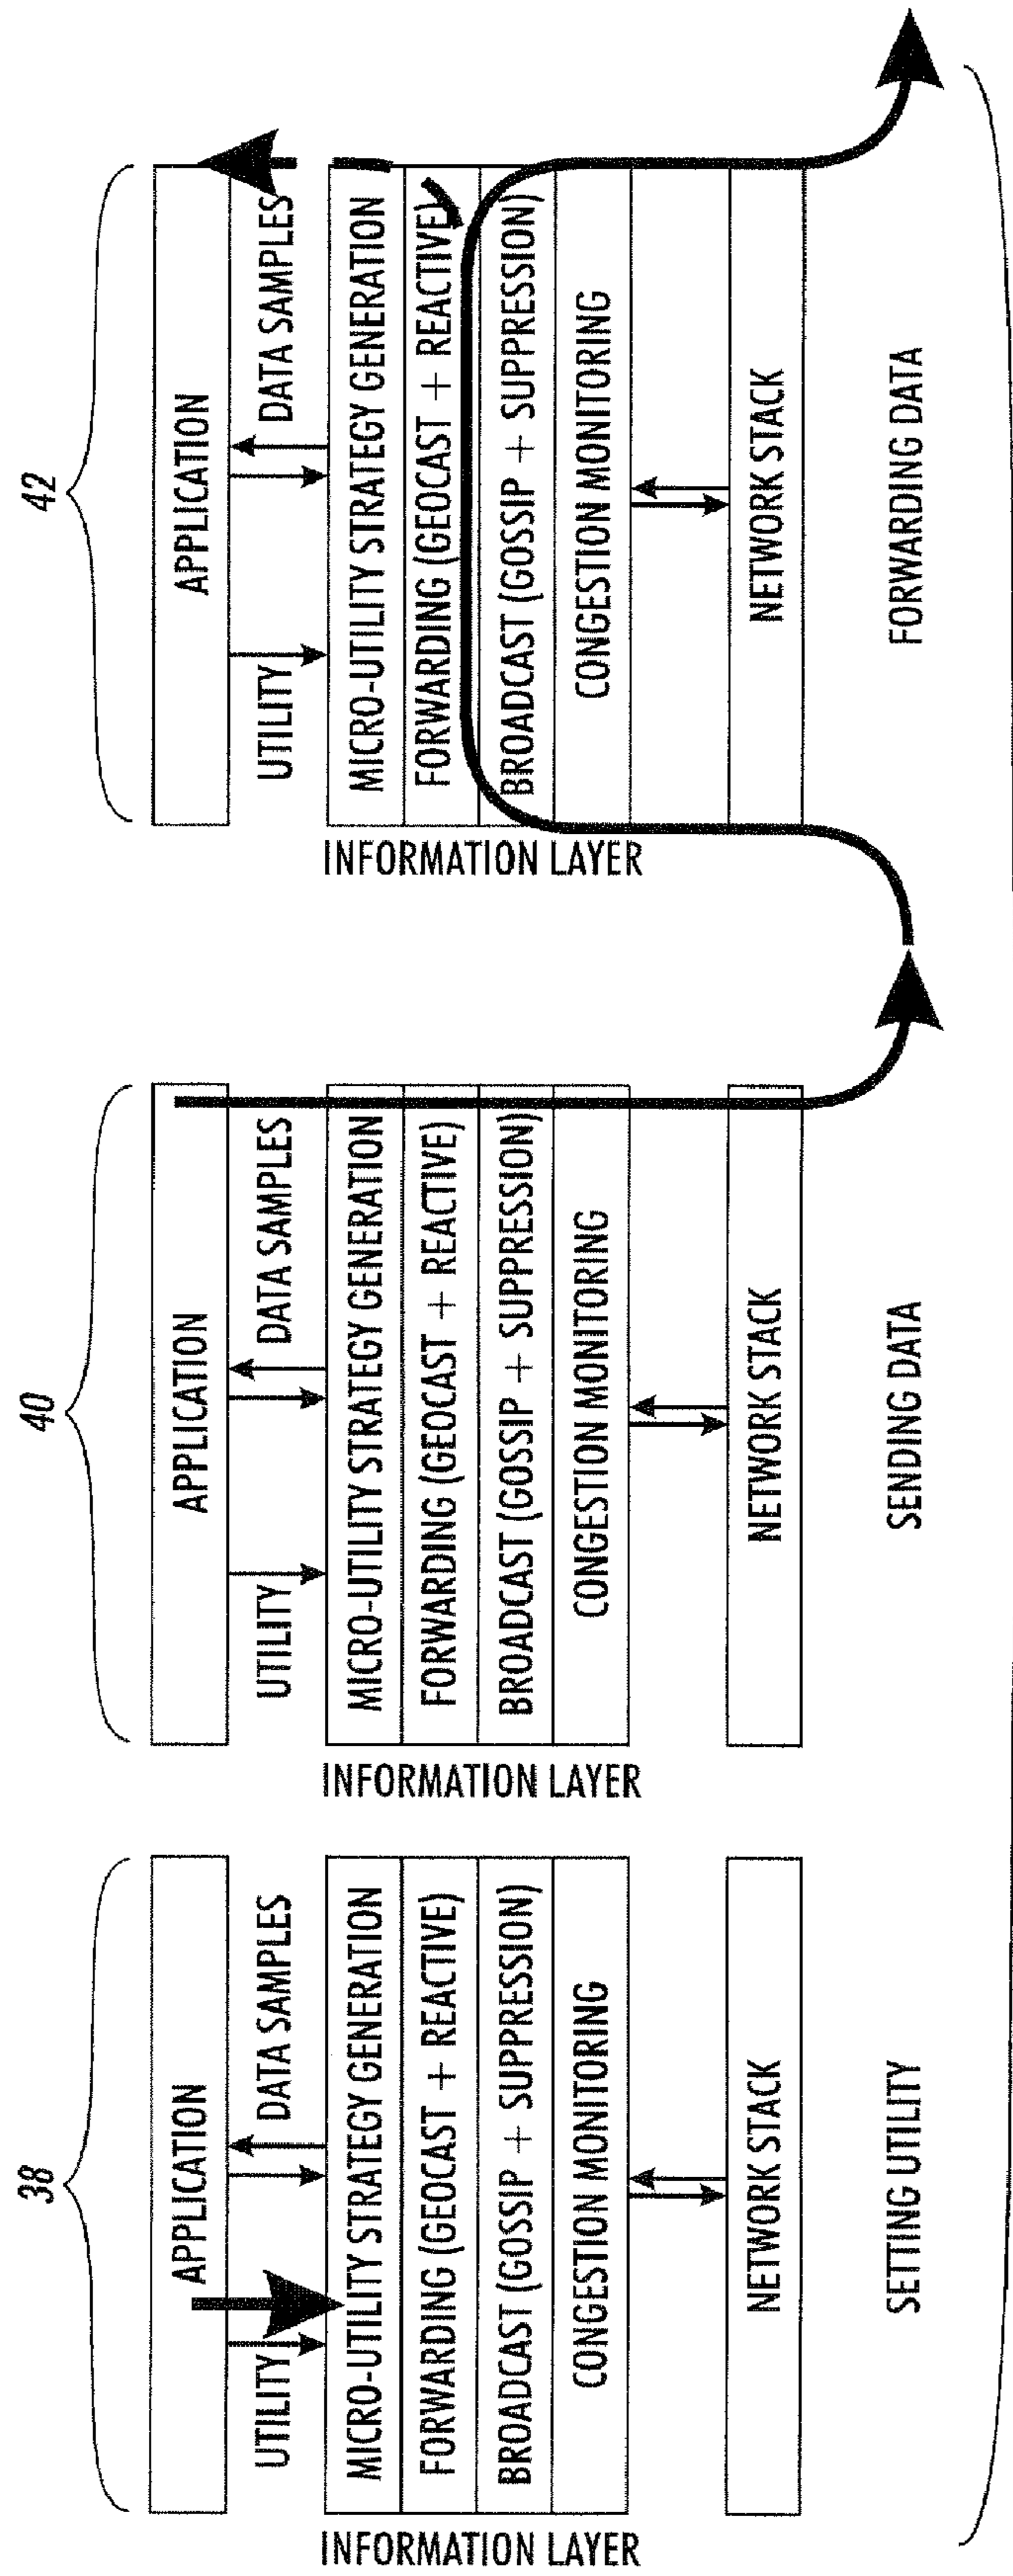 38
APPLICATION
UTILITY
DATA SAMPLES
INFORMATION LAYER
MICRO-UTILITY STRATEGY GENERATION
FORWARDING (GEOCAST + REACTIVE)
BROADCAST (GOSSIP + SUPPRESSION)
CONGESTION MONITORING
NETWORK STACK
SETTING UTILITY
40
APPLICATION
UTILITY
DATA SAMPLES
INFORMATION LAYER
MICRO-UTILITY STRATEGY GENERATION
FORWARDING (GEOCAST + REACTIVE)
BROADCAST (GOSSIP + SUPPRESSION)
CONGESTION MONITORING
NETWORK STACK
SENDING DATA
42
APPLICATION
UTILITY
DATA SAMPLES
INFORMATION LAYER
MICRO-UTILITY STRATEGY GENERATION
FORWARDING (GEOCAST + REACTIVE)
BROADCAST (GOSSIP + SUPPRESSION)
CONGESTION MONITORING
NETWORK STACK
FORWARDING DATA